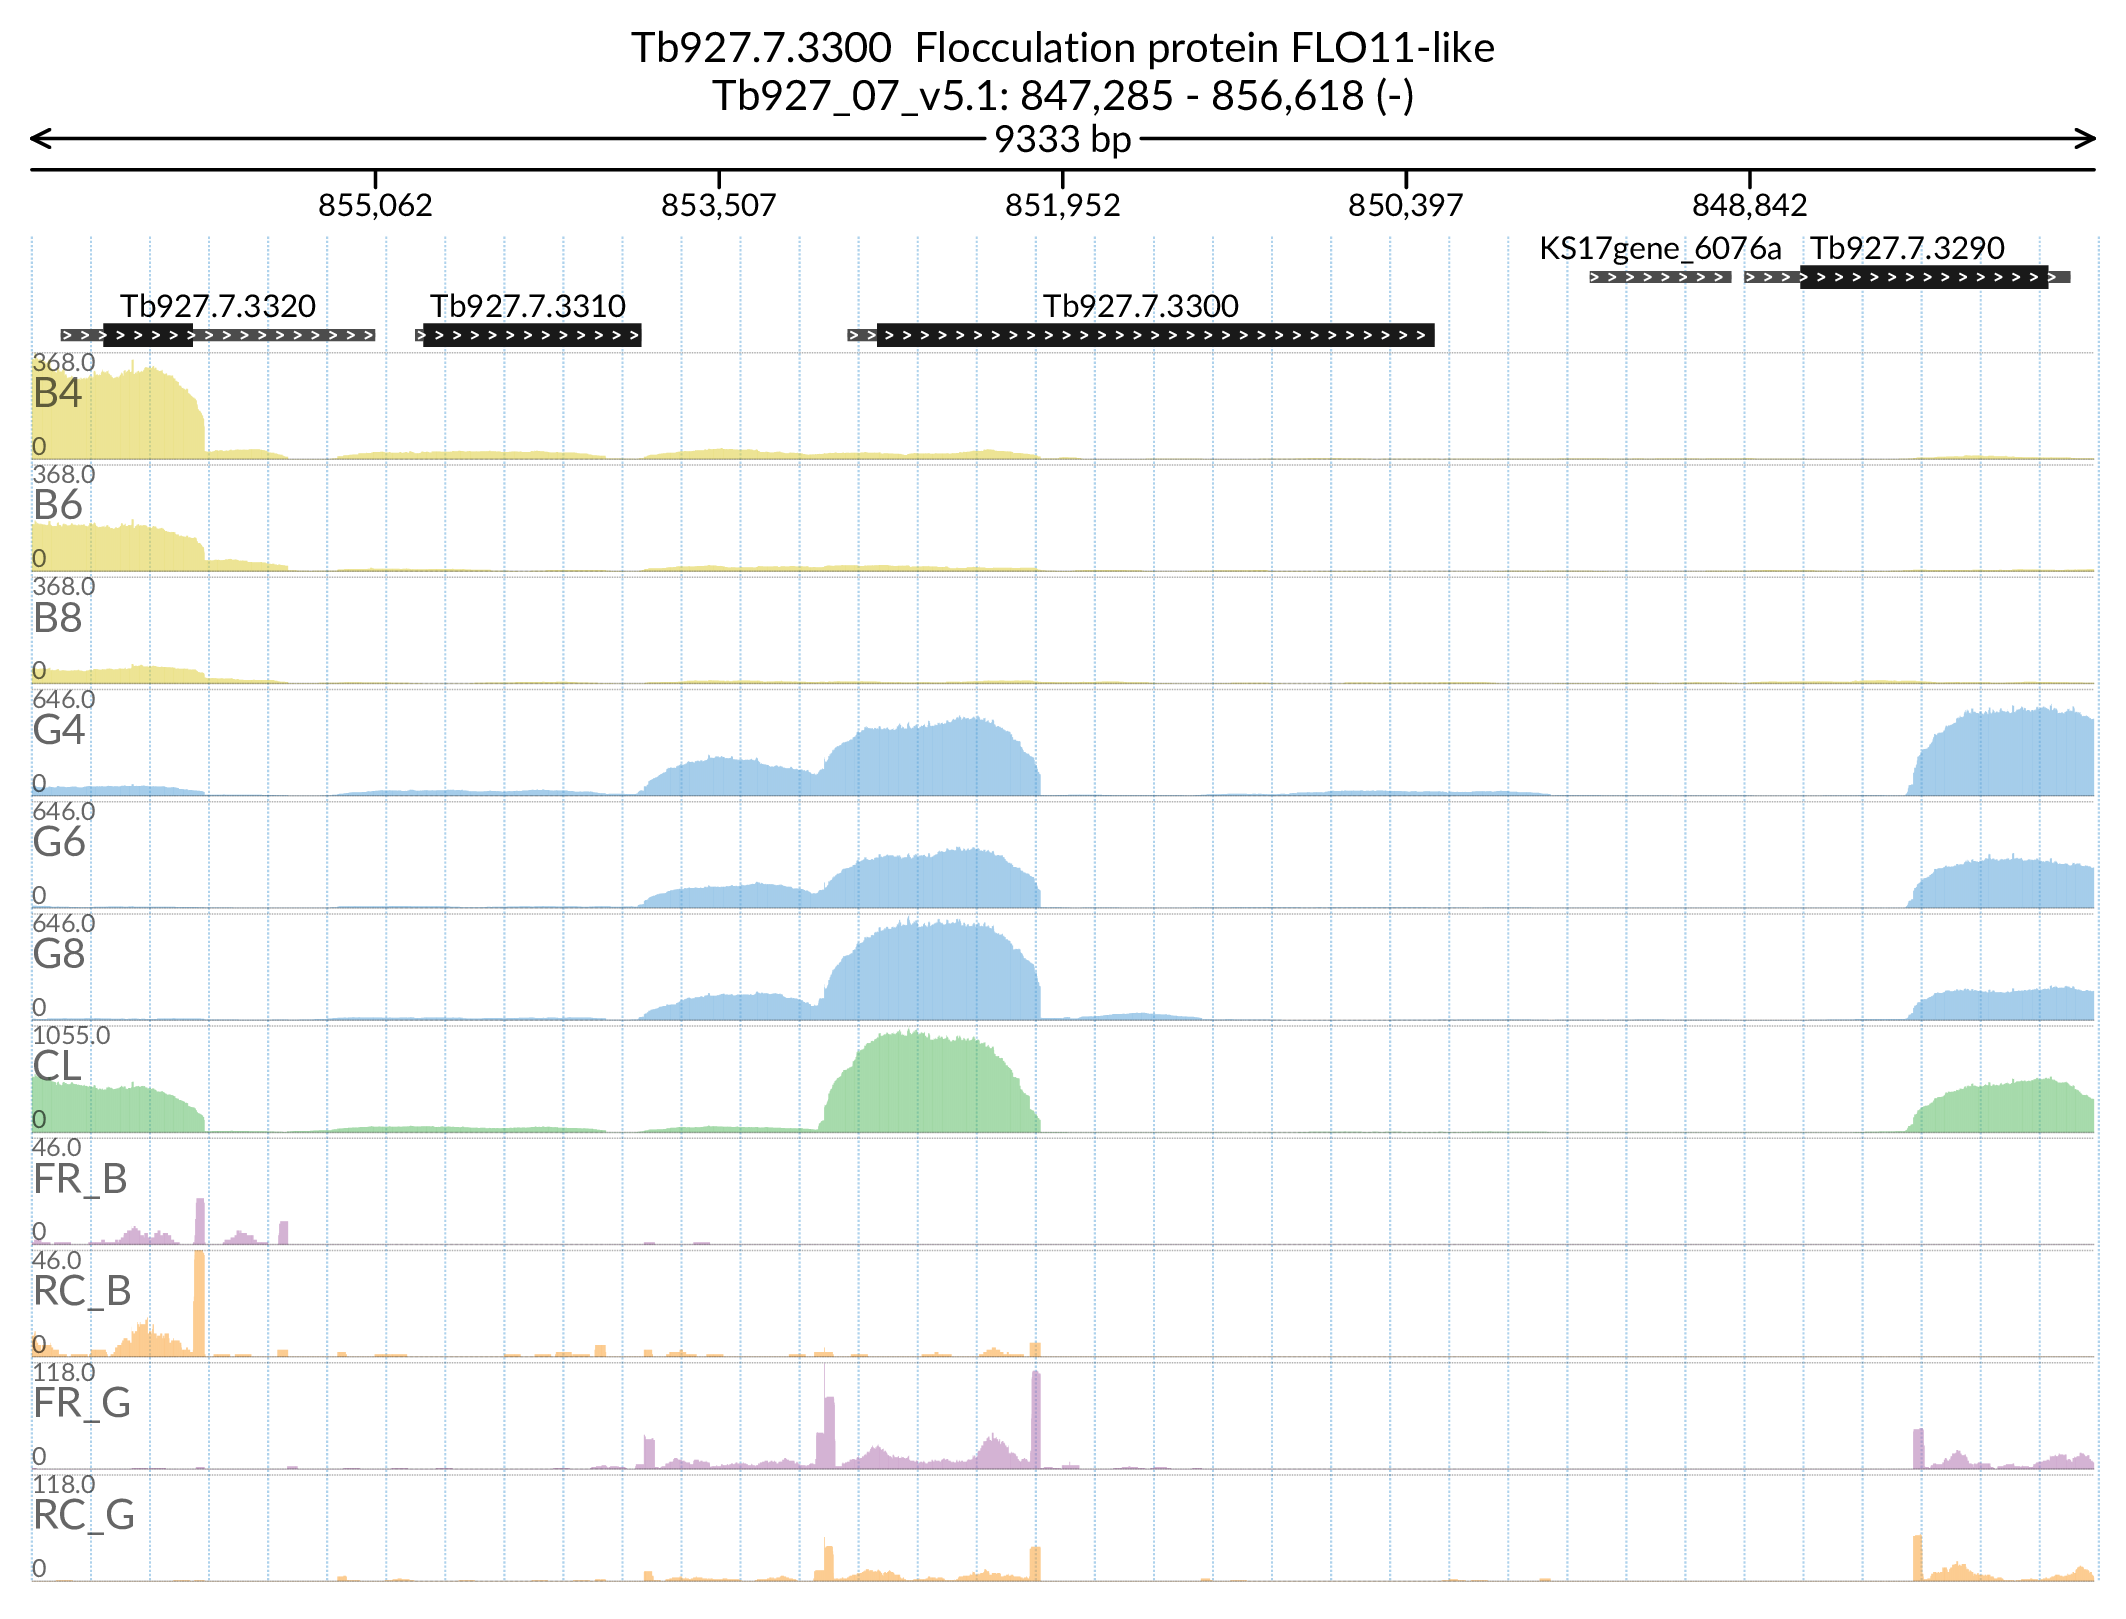 Tb927.7.3300  Flocculation protein FLO11-like
Tb927_07_v5.1: 847,285 - 856,618 (-)
9333 bp
855,062 853,507 851,952 850,397 848,842
KS17gene_6076a Tb927.7.3290
Tb927.7.3320 Tb927.7.3310 Tb927.7.3300
368.0
B4
0
368.0
B6
0
368.0
B8
0
646.0
G4
0
646.0
G6
0
646.0
G8
0
1055.0
CL
0
46.0
FR_B
0
46.0
RC_B
0
118.0
FR_G
0
118.0
RC_G
0